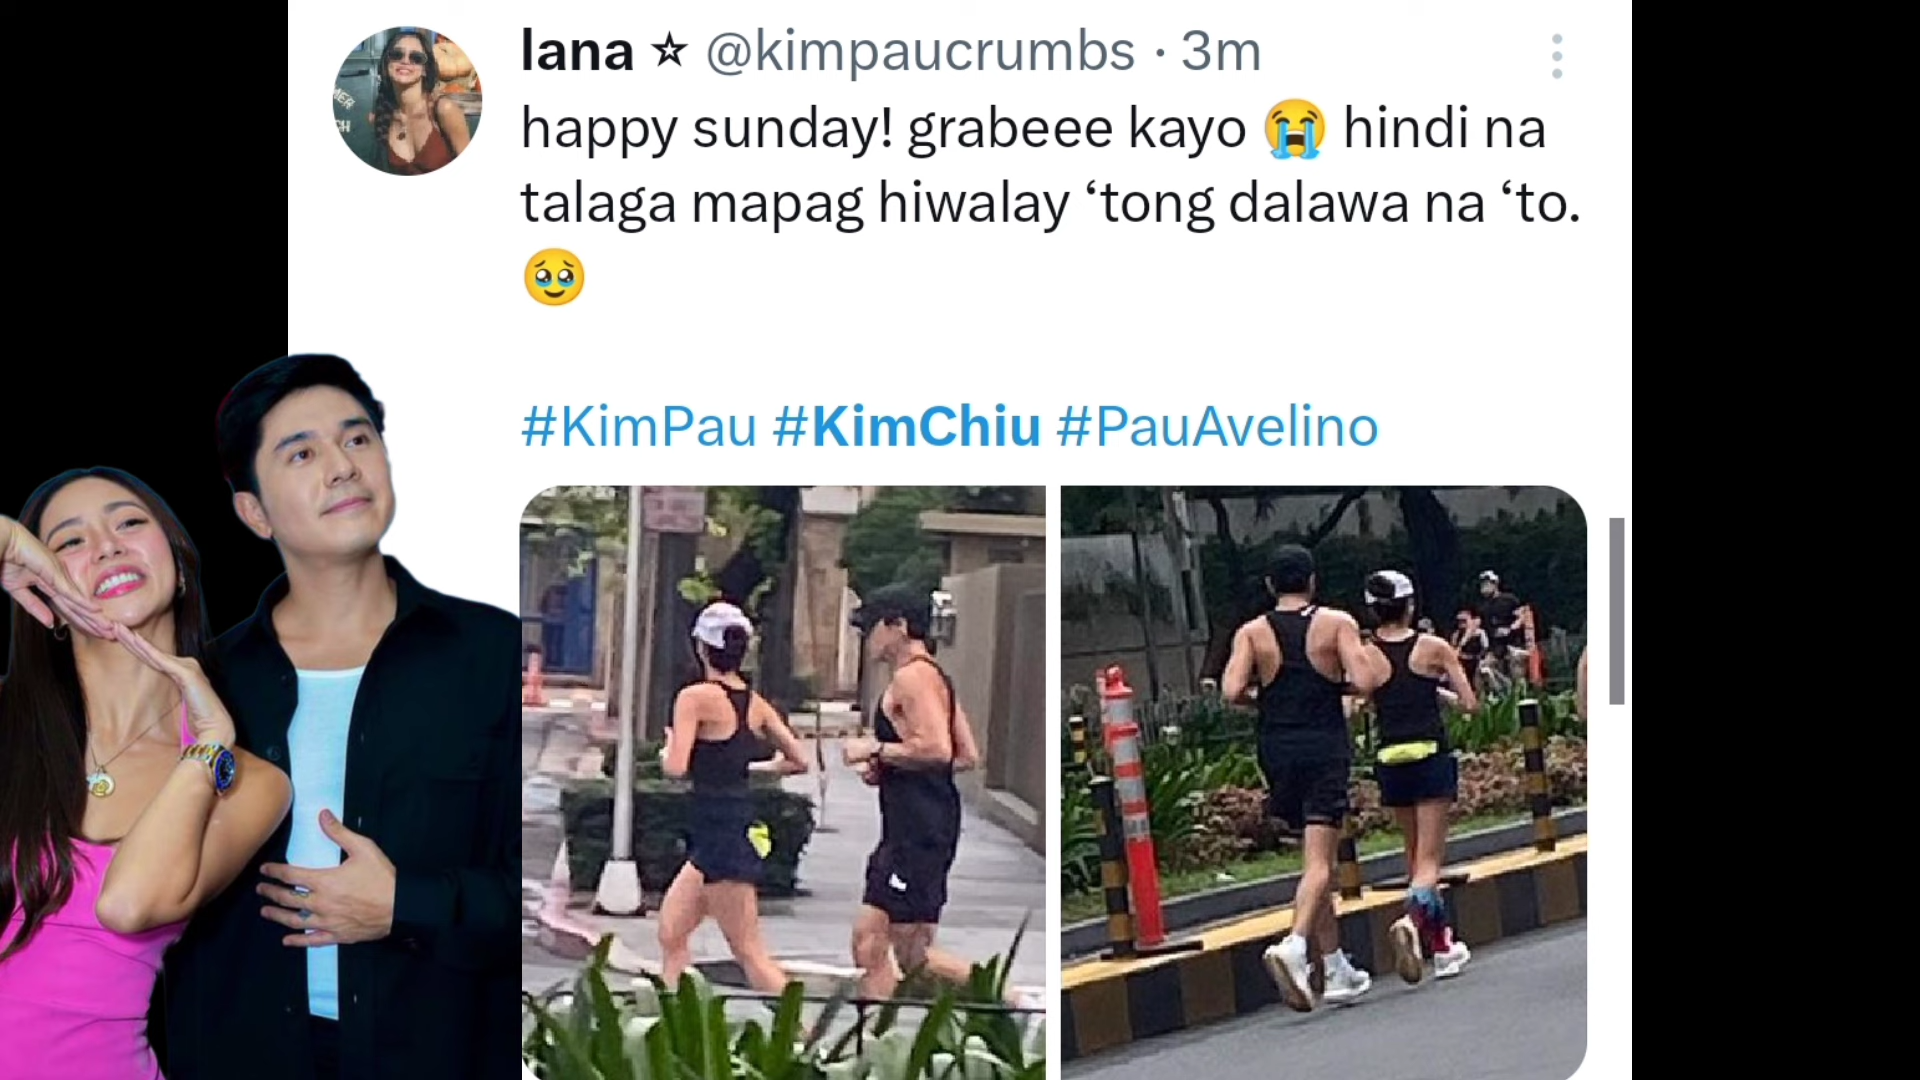 lana ☆ @kimpaucrumbs · 3m
happy sunday! grabeee kayo 😭 hindi na
talaga mapag hiwalay ‘tong dalawa na ‘to.
🥹
#KimPau #KimChiu #PauAvelino